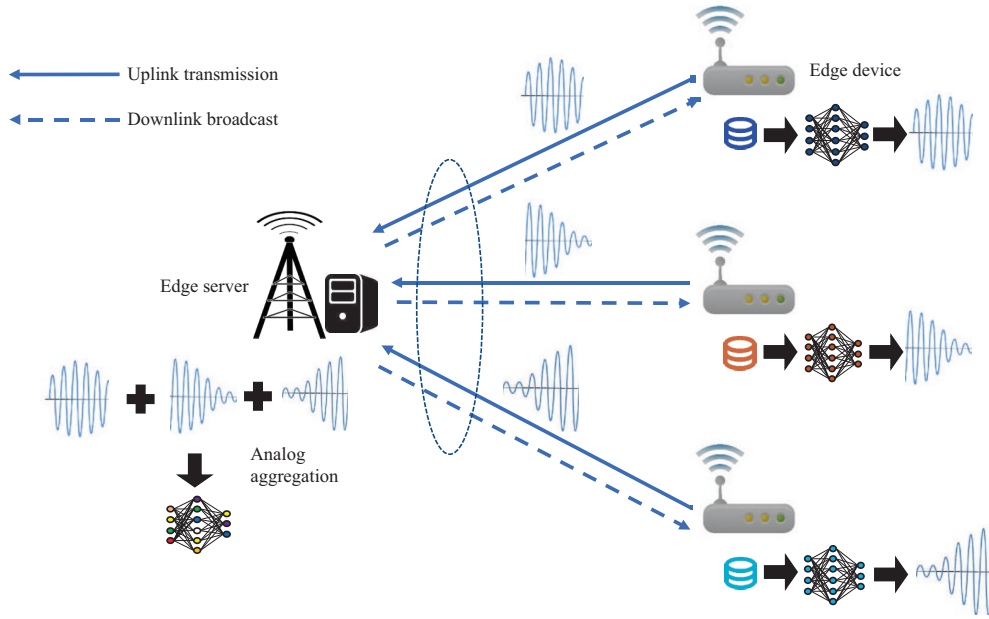 Uplink transmission
Edge device
Downlink broadcast
Edge server
Analog
aggregation